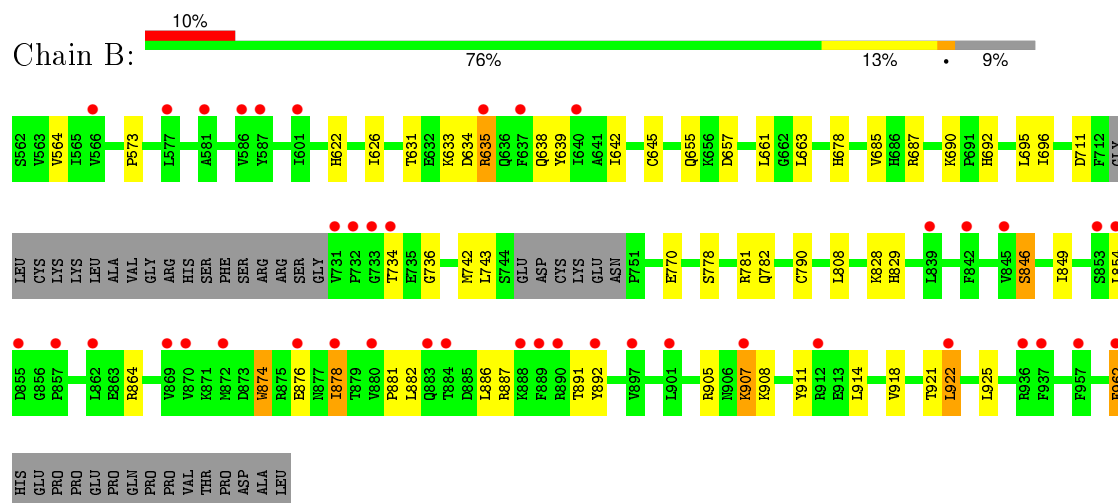 10%
Chain B:
76% 13% • 9%
S562 V563 V564 I565 V566 P573 L577 A581 V586 Y587 I601 H622 I626 T631 E632 K633 D634 R635 Q636 F637 Q638 Y639 I640 A641 I642 C645 Q655 K656 D657 L661 G662 L663 H678 V685 H686 R687 K690 P691 H692 L695 I696 D711 F712 GLY
LEU CYS LYS LYS LEU ALA VAL GLY ARG HIS SER PHE SER ARG ARG SER GLY V731 P732 G733 T734 E735 G736 M742 L743 S744 GLU ASP CYS LYS GLU ASN P751 E770 S778 R781 Q782 C790 L808 K828 H829 L839 F842 V845 S846 I849 S853 L854
D855 G856 P857 L862 E863 R864 V869 V870 K871 M872 D873 W874 R875 E876 N877 I878 T879 V880 P881 L882 Q883 T884 D885 L886 R887 K888 F889 R890 T891 Y892 V897 L901 R905 N906 K907 K908 Y911 R912 E913 L914 V918 T921 L922 L925 R936 F937 F957 E962
HIS GLU PRO PRO GLU PRO GLN PRO PRO VAL THR PRO ASP ALA LEU